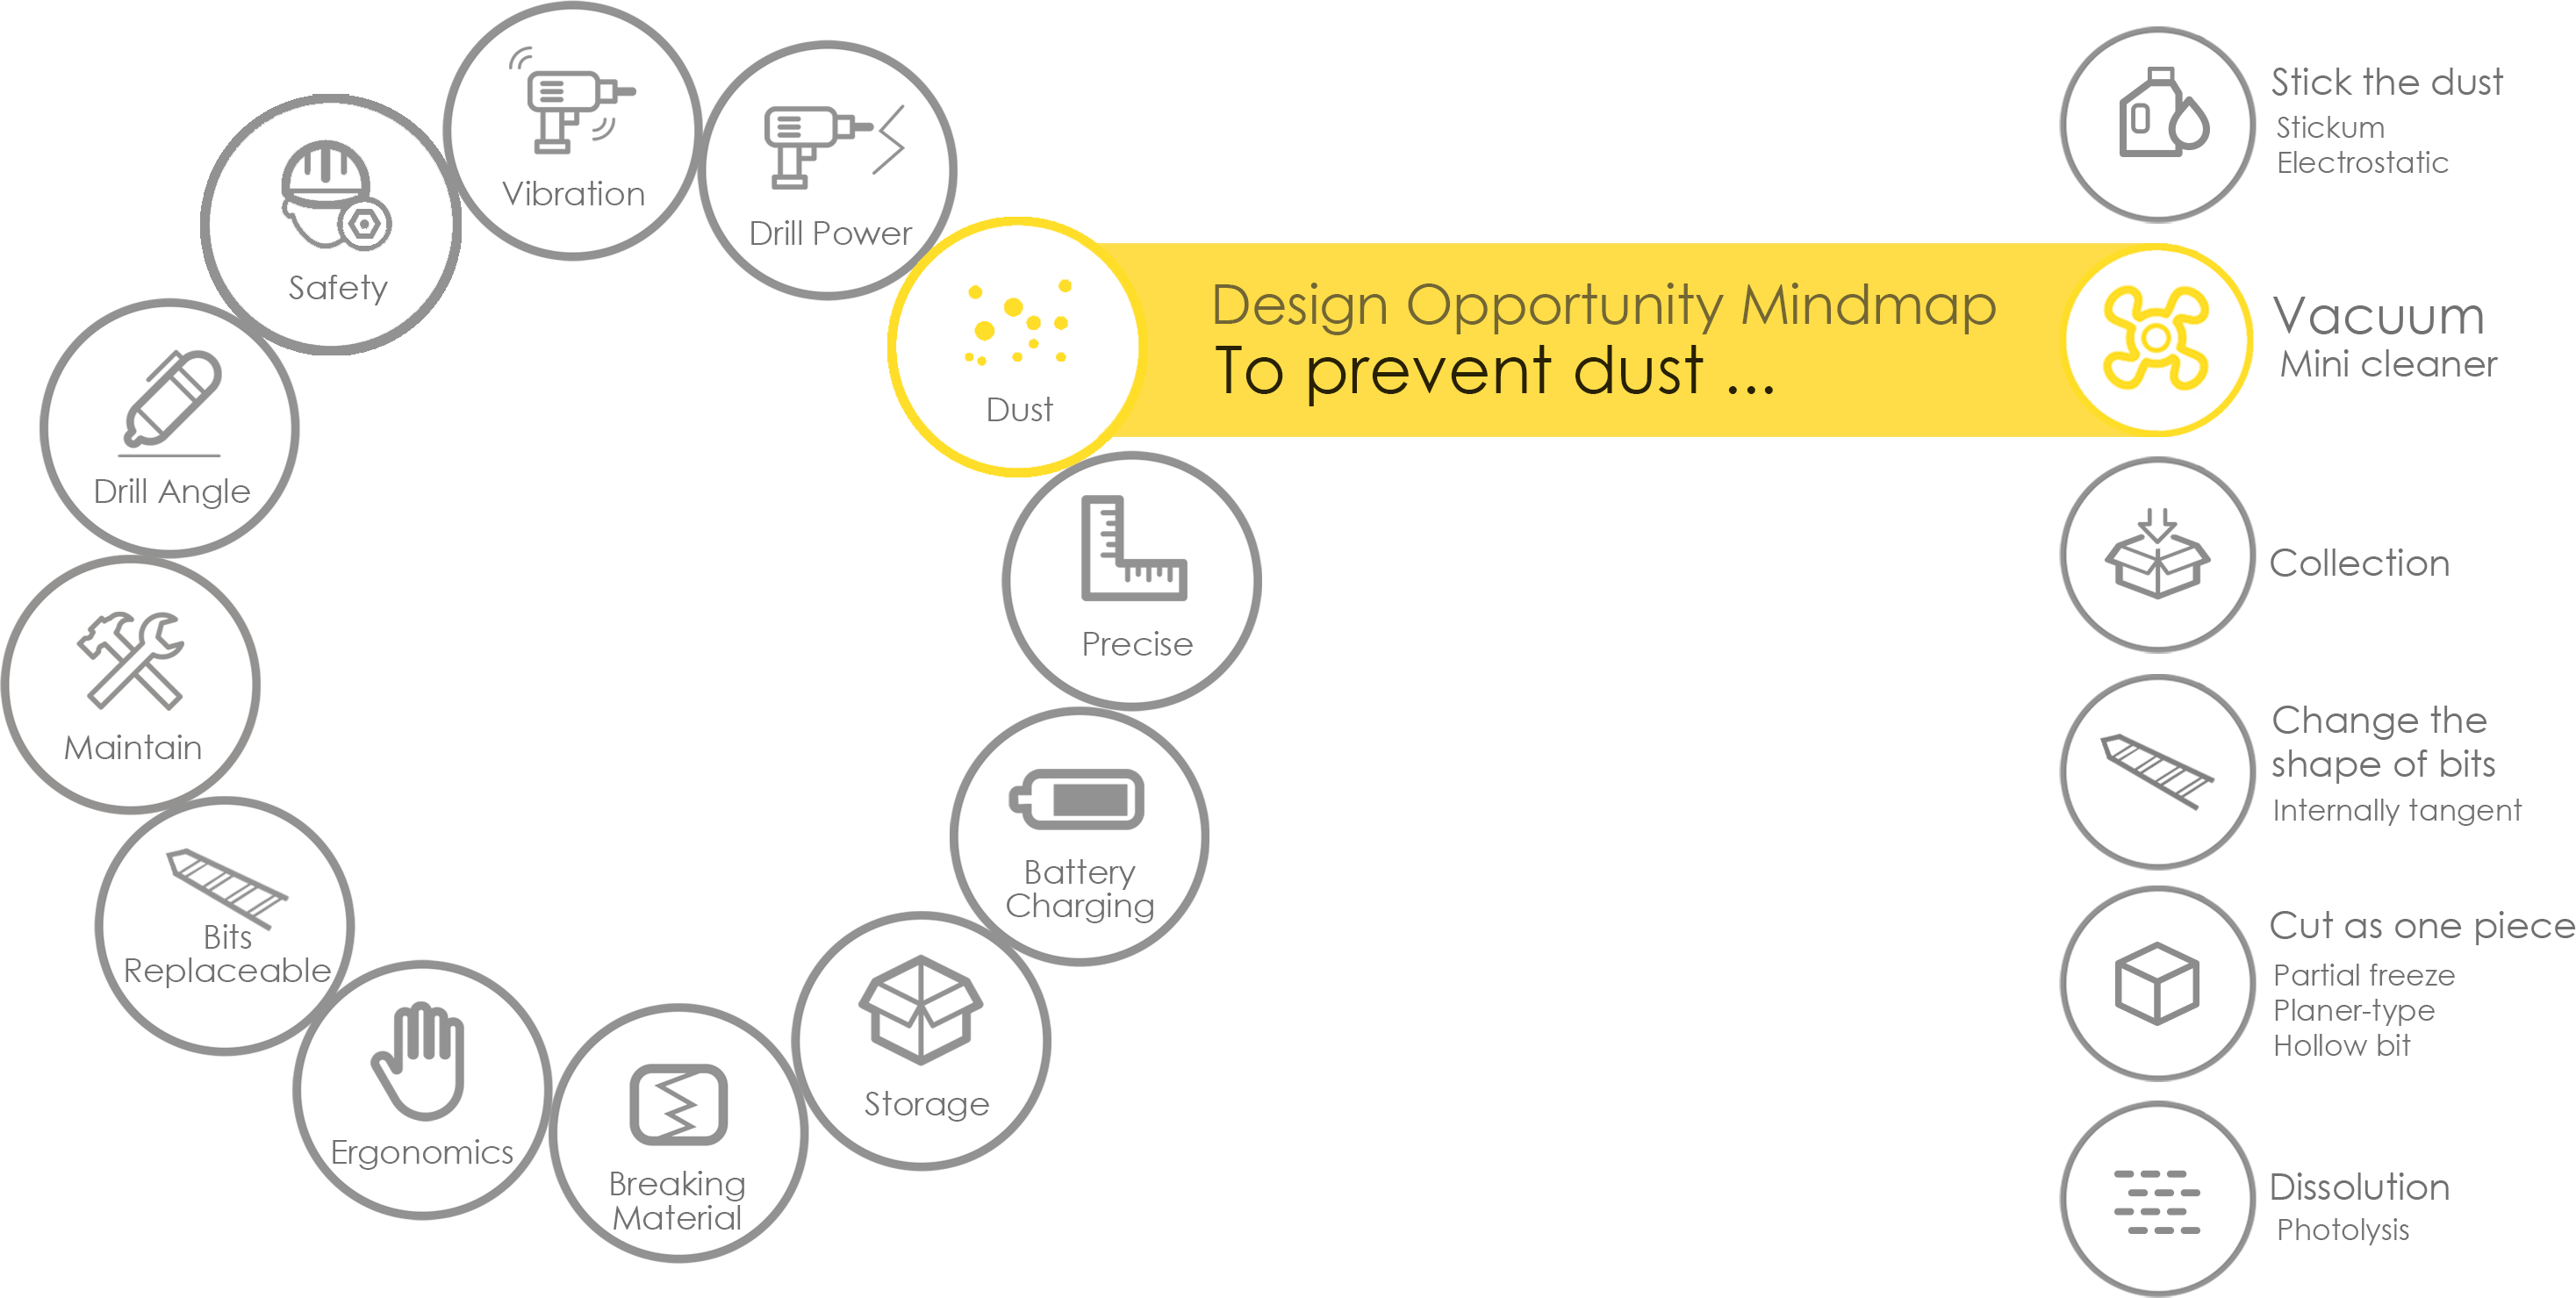 Vibration
Drill Power
Safety
Dust
Drill Angle
Precise
Maintain
Battery
Charging
Bits
Replaceable
Storage
Ergonomics
Breaking
Material
Design Opportunity Mindmap
To prevent dust ...
Stick the dust
Stickum
Electrostatic
Vacuum
Mini cleaner
Collection
Change the
shape of bits
Internally tangent
Cut as one piece
Partial freeze
Planer-type
Hollow bit
Dissolution
Photolysis